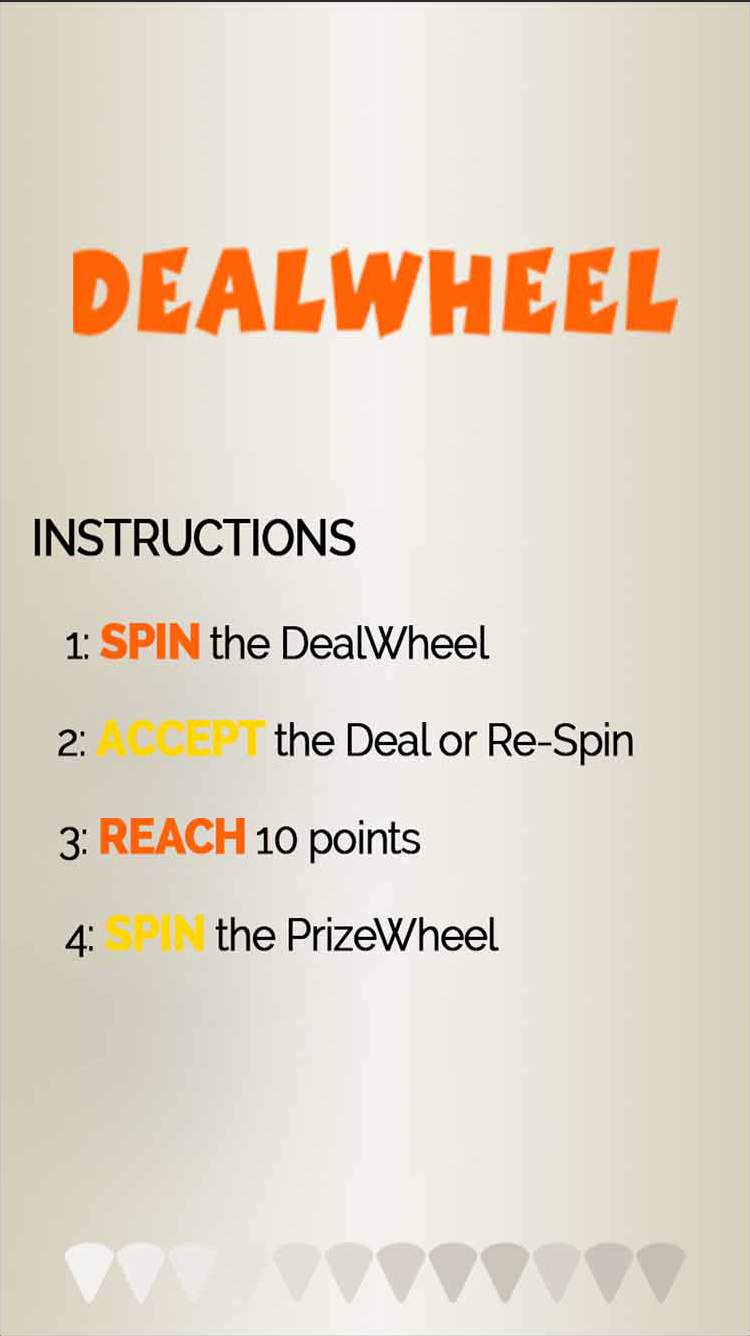 DEALWHEEL
INSTRUCTIONS
1: SPIN the DealWheel
2: ACCEPT the Deal or Re-Spin
3: REACH 10 points
4: SPIN the PrizeWheel